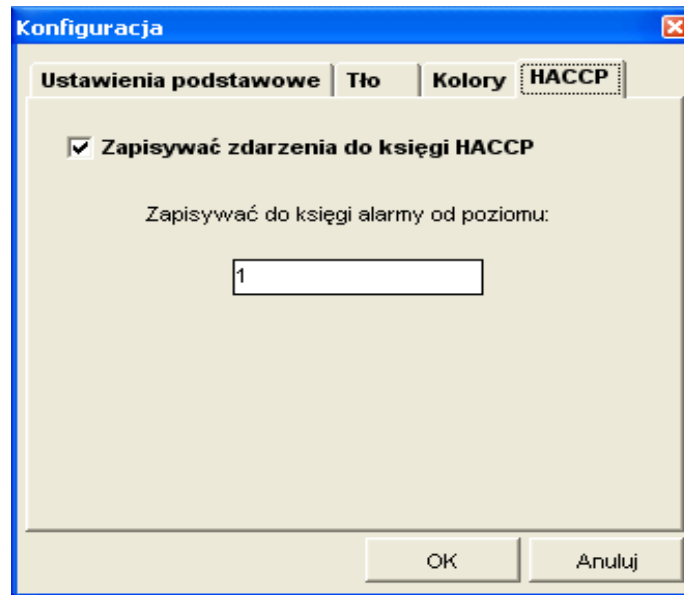 Konfiguracja
Ustawienia podstawowe Tło Kolory HACCP
Zapisywać zdarzenia do księgi HACCP
Zapisywać do księgi alarmy od poziomu:
1
OK Anuluj